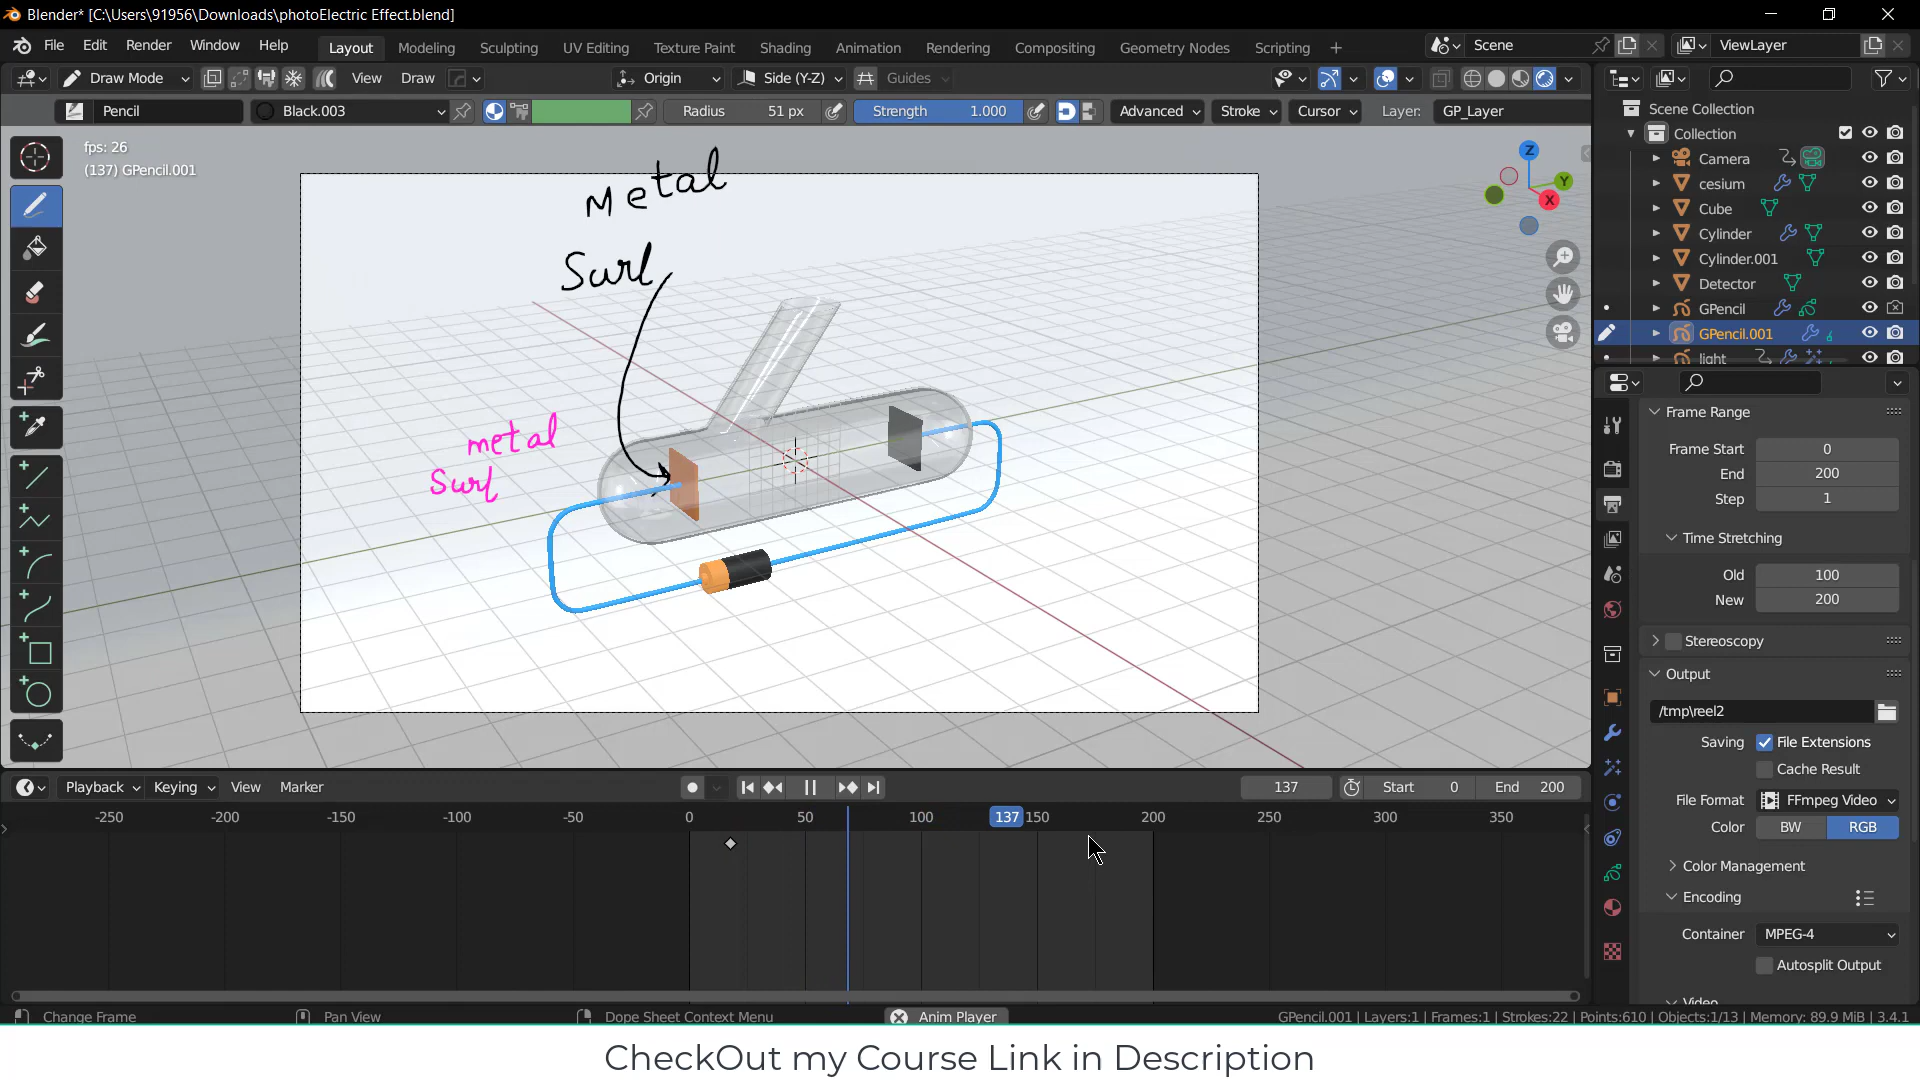 Blender* [C:\Users\91956\Downloads\photoElectric Effect.blend]
File Edit Render Window Help Layout Modeling Sculpting UV Editing Texture Paint Shading Animation Rendering Compositing Geometry Nodes Scripting + Scene ViewLayer
Draw Mode View Draw Origin Side (Y-Z) Guides
Pencil Black.003 Radius 51 px Strength 1.000 Advanced Stroke Cursor Layer: GP_Layer
fps: 26
(137) GPencil.001
Metal
Surf
metal
Surf
Z
Y
X
Scene Collection
Collection
Camera
cesium
Cube
Cylinder
Cylinder.001
Detector
GPencil
GPencil.001
light
Frame Range
Frame Start 0
End 200
Step 1
Time Stretching
Old 100
New 200
Stereoscopy
Output
/tmp\reel2
Saving File Extensions
Cache Result
File Format FFmpeg Video
Color BW RGB
Color Management
Encoding
Container MPEG-4
Autosplit Output
Video
Playback Keying View Marker 137 Start 0 End 200
-250 -200 -150 -100 -50 0 50 100 137 150 200 250 300 350
Change Frame Pan View Dope Sheet Context Menu Anim Player GPencil.001 | Layers:1 | Frames:1 | Strokes:22 | Points:610 | Objects:1/13 | Memory: 89.9 MiB | 3.4.1
CheckOut my Course Link in Description